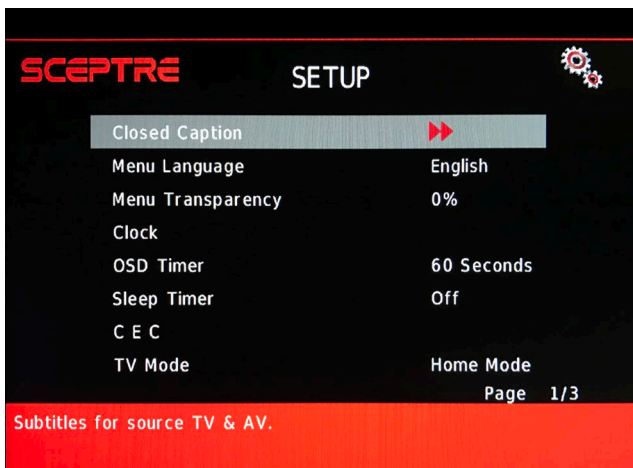 SCEPTRE
SETUP
Closed Caption
Menu Language English
Menu Transparency 0%
Clock
OSD Timer 60 Seconds
Sleep Timer Off
C E C
TV Mode Home Mode
Page 1/3
Subtitles for source TV & AV.